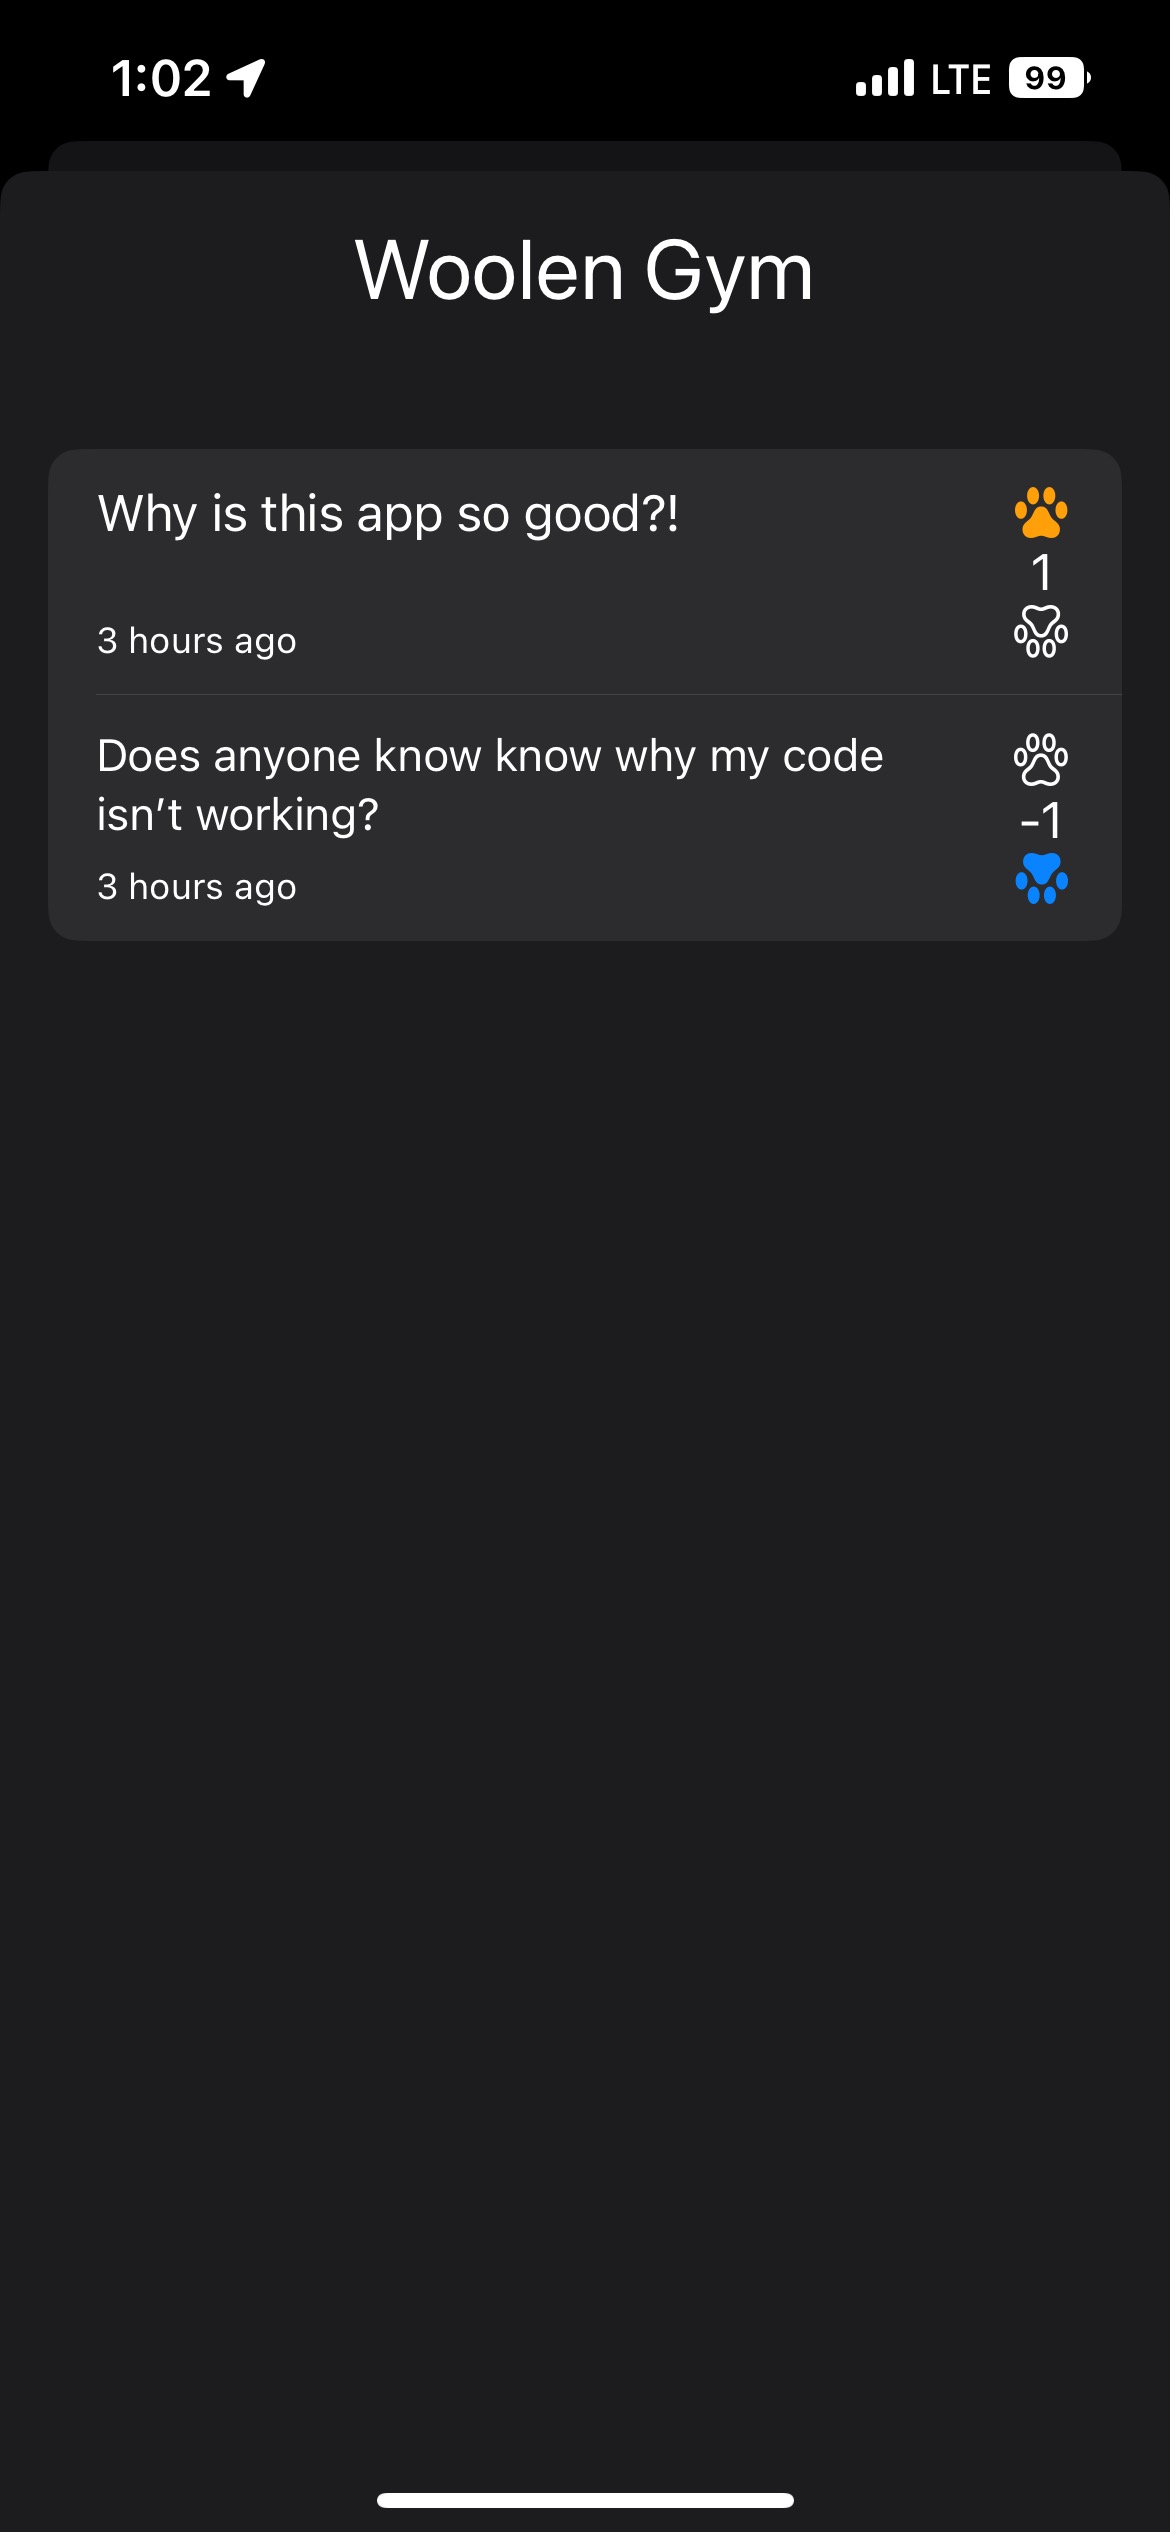 1:02 LTE 99
Woolen Gym
Why is this app so good?!
1
3 hours ago
Does anyone know know why my code
isn't working?
-1
3 hours ago